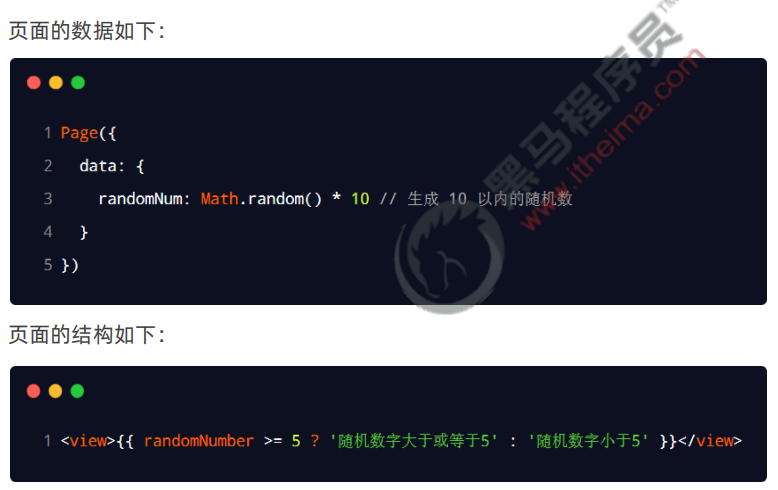 页面的数据如下：
1 Page({
2 data: {
3 randomNum: Math.random() * 10 // 生成 10 以内的随机数
4 }
5 })
页面的结构如下：
1 <view>{{ randomNumber >= 5 ? '随机数字大于或等于5' : '随机数字小于5' }}</view>
黑马程序员™
www.itheima.com